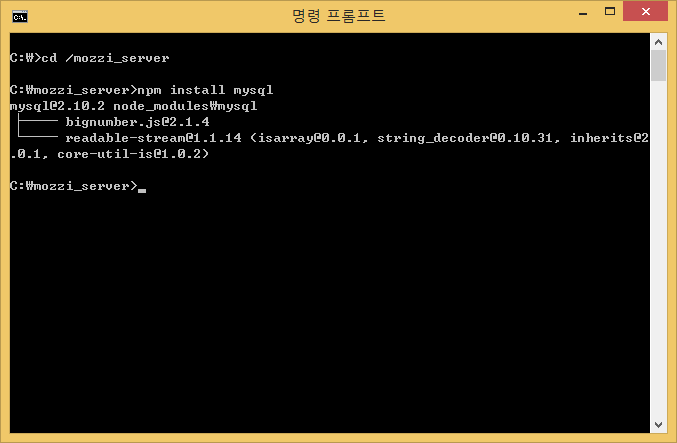 명령 프롬프트
C:\>cd /mozzi_server
C:₩mozzi_server>npm install mysql
mysql@2.10.2 node_modules₩mysql
├── bignumber.js@2.1.4
└── readable-stream@1.1.14 (isarray@0.0.1, string_decoder@0.10.31, inherits@2
.0.1, core-util-is@1.0.2)
C:₩mozzi_server>